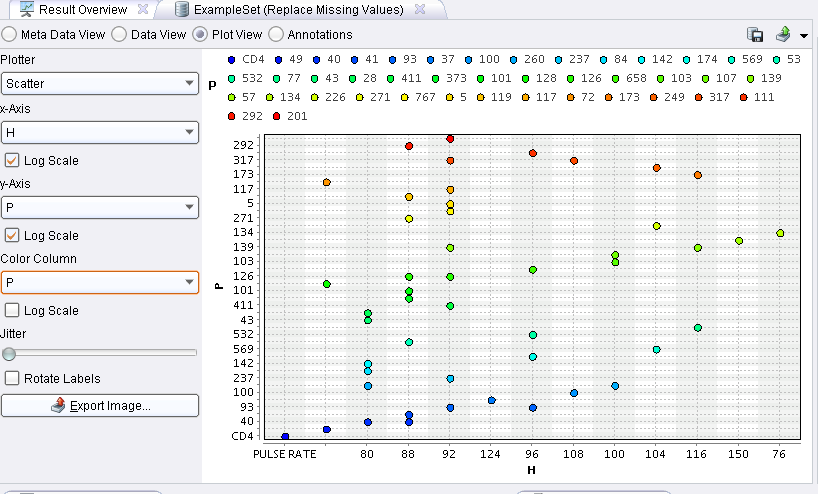 Result Overview ExampleSet (Replace Missing Values)
Meta Data View Data View Plot View Annotations
Plotter
Scatter
x-Axis
H
Log Scale
y-Axis
P
Log Scale
Color Column
P
Log Scale
Jitter
Rotate Labels
Export Image...
P
CD4 49 40 41 93 37 100 260 237 84 142 174 569 53
532 77 43 28 411 373 101 128 126 658 103 107 139
57 134 226 271 767 5 119 117 72 173 249 317 111
292 201
292
317
173
117
5
271
134
139
103
126
101
411
43
532
569
142
237
100
93
40
CD4
P
PULSE RATE 80 88 92 124 96 108 100 104 116 150 76
H